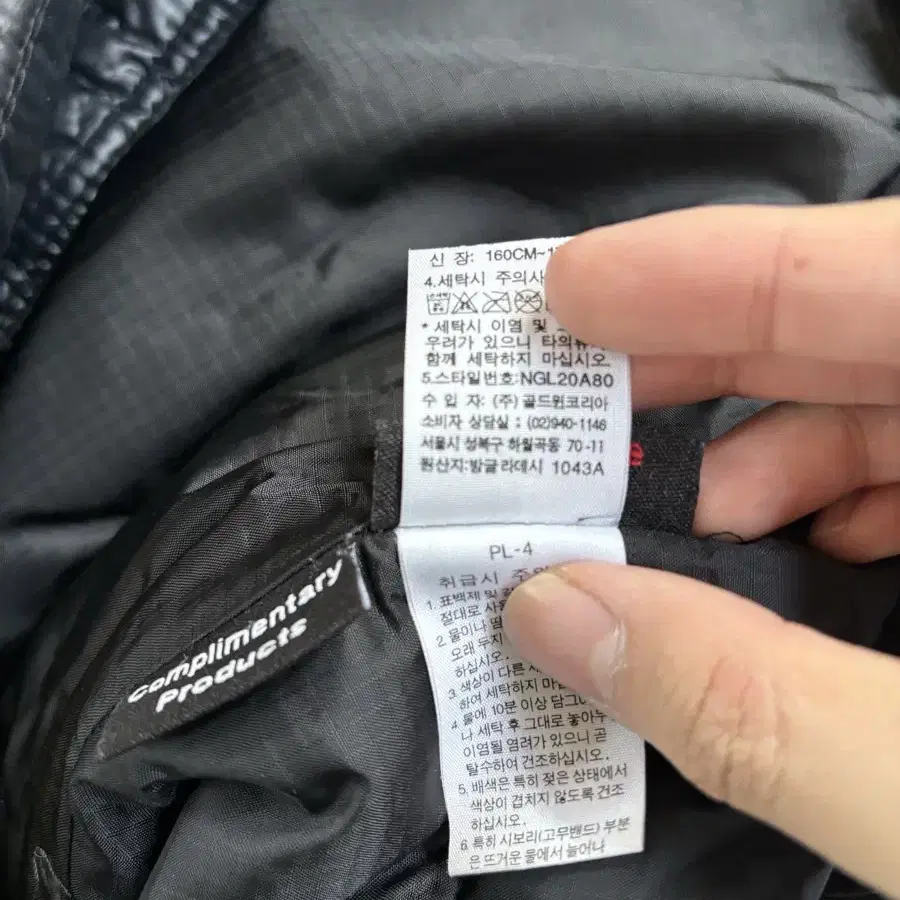 신 장: 160CM~1
4.세탁시 주의사
* 세탁시 이염 및
우려가 있으니 타의류
함께 세탁하지 마십시오.
5.스타일번호:NGL20A80
수 입 자: (주) 골드윈코리아
소비자 상담실 : (02)940-1146
서울시 성북구 하월곡동 70-11
원산지:방글라데시 1043A
PL-4
취급시 주의
1. 표백제 및
절대로 사용
2. 물이나 땀
오래 두지
하십시오.
3. 색상이 다른
하여 세탁하지 마십
4. 물에 10분 이상 담그
나 세탁 후 그대로 놓아두
이염될 염려가 있으니 곧
탈수하여 건조하십시오.
5. 배색은 특히 젖은 상태에서
색상이 겹치지 않도록 건조
하십시오.
6. 특히 시보리(고무밴드) 부분
은 뜨거운 물에서 늘어나
Complimentary
Products